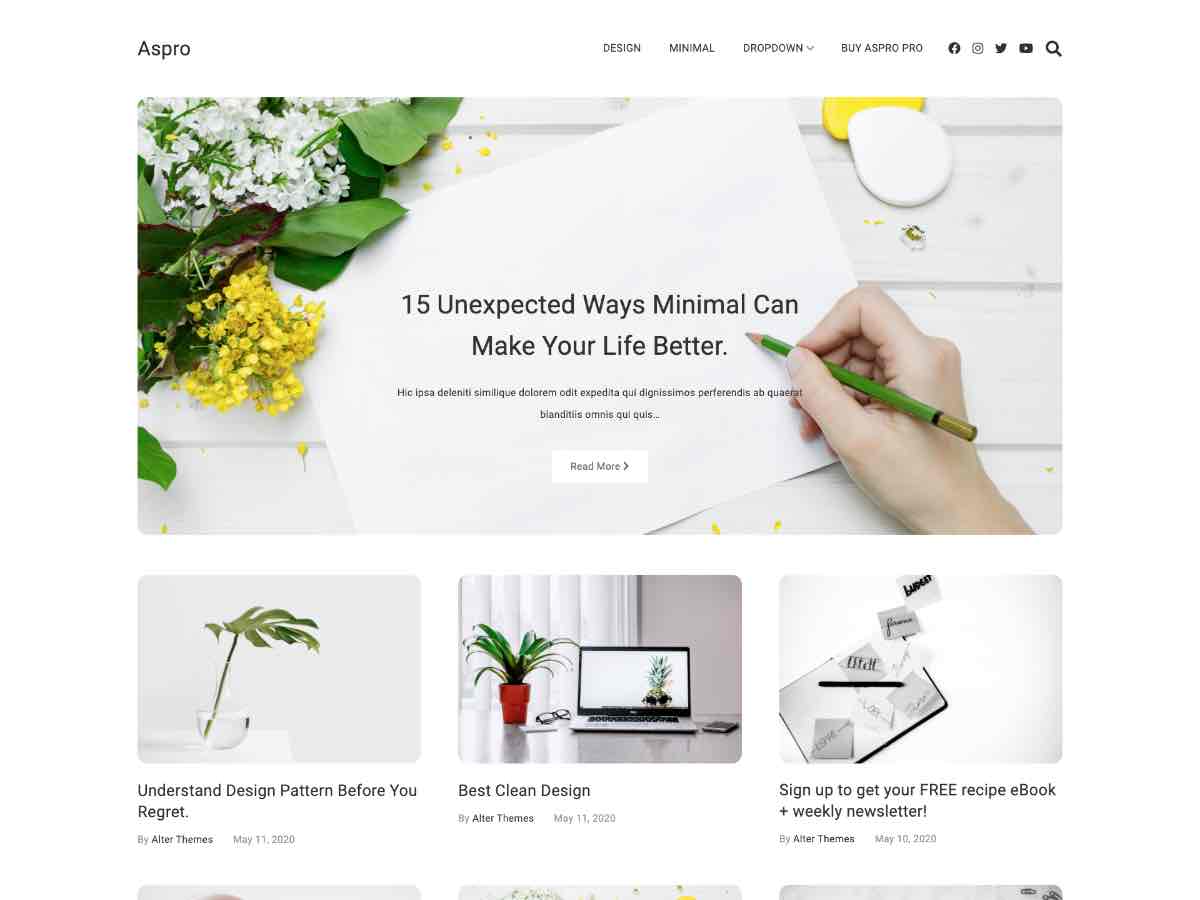 Aspro
DESIGN
MINIMAL
DROPDOWN
BUY ASPRO PRO
15 Unexpected Ways Minimal Can
Make Your Life Better.
Hic ipsa deleniti similique dolorem odit expedita qui dignissimos perferendis ab quaerat
blanditiis omnis qui quis…
Read More
BUDGET
finance
Understand Design Pattern Before You
Regret.
By Alter Themes May 11, 2020
Best Clean Design
By Alter Themes May 11, 2020
Sign up to get your FREE recipe eBook
+ weekly newsletter!
By Alter Themes May 10, 2020